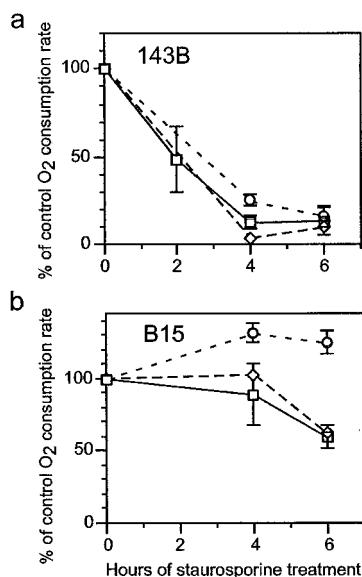 a
143B
% of control O2 consumption rate
100
50
0
0 2 4 6
b
B15
% of control O2 consumption rate
100
50
0
0 2 4 6
Hours of staurosporine treatment